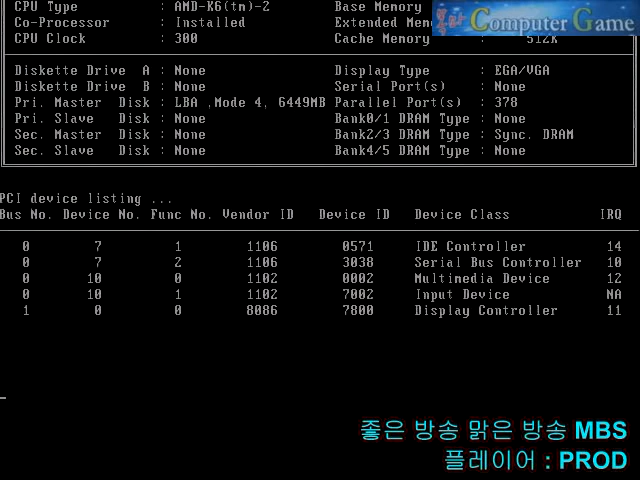 CPU Type : AMD-K6(tm)-2 Base Memory
Co-Processor : Installed Extended Mem
CPU Clock : 300 Cache Memory : 512K
Computer Game
Diskette Drive A : None Display Type : EGA/VGA
Diskette Drive B : None Serial Port(s) : None
Pri. Master Disk : LBA ,Mode 4, 6449MB Parallel Port(s) : 378
Pri. Slave Disk : None Bank0/1 DRAM Type : None
Sec. Master Disk : None Bank2/3 DRAM Type : Sync. DRAM
Sec. Slave Disk : None Bank4/5 DRAM Type : None
PCI device listing ...
Bus No. Device No. Func No. Vendor ID Device ID Device Class IRQ
0 7 1 1106 0571 IDE Controller 14
0 7 2 1106 3038 Serial Bus Controller 10
0 10 0 1102 0002 Multimedia Device 12
0 10 1 1102 7002 Input Device NA
1 0 0 8086 7800 Display Controller 11
좋은 방송 맑은 방송 MBS
플레이어 : PROD